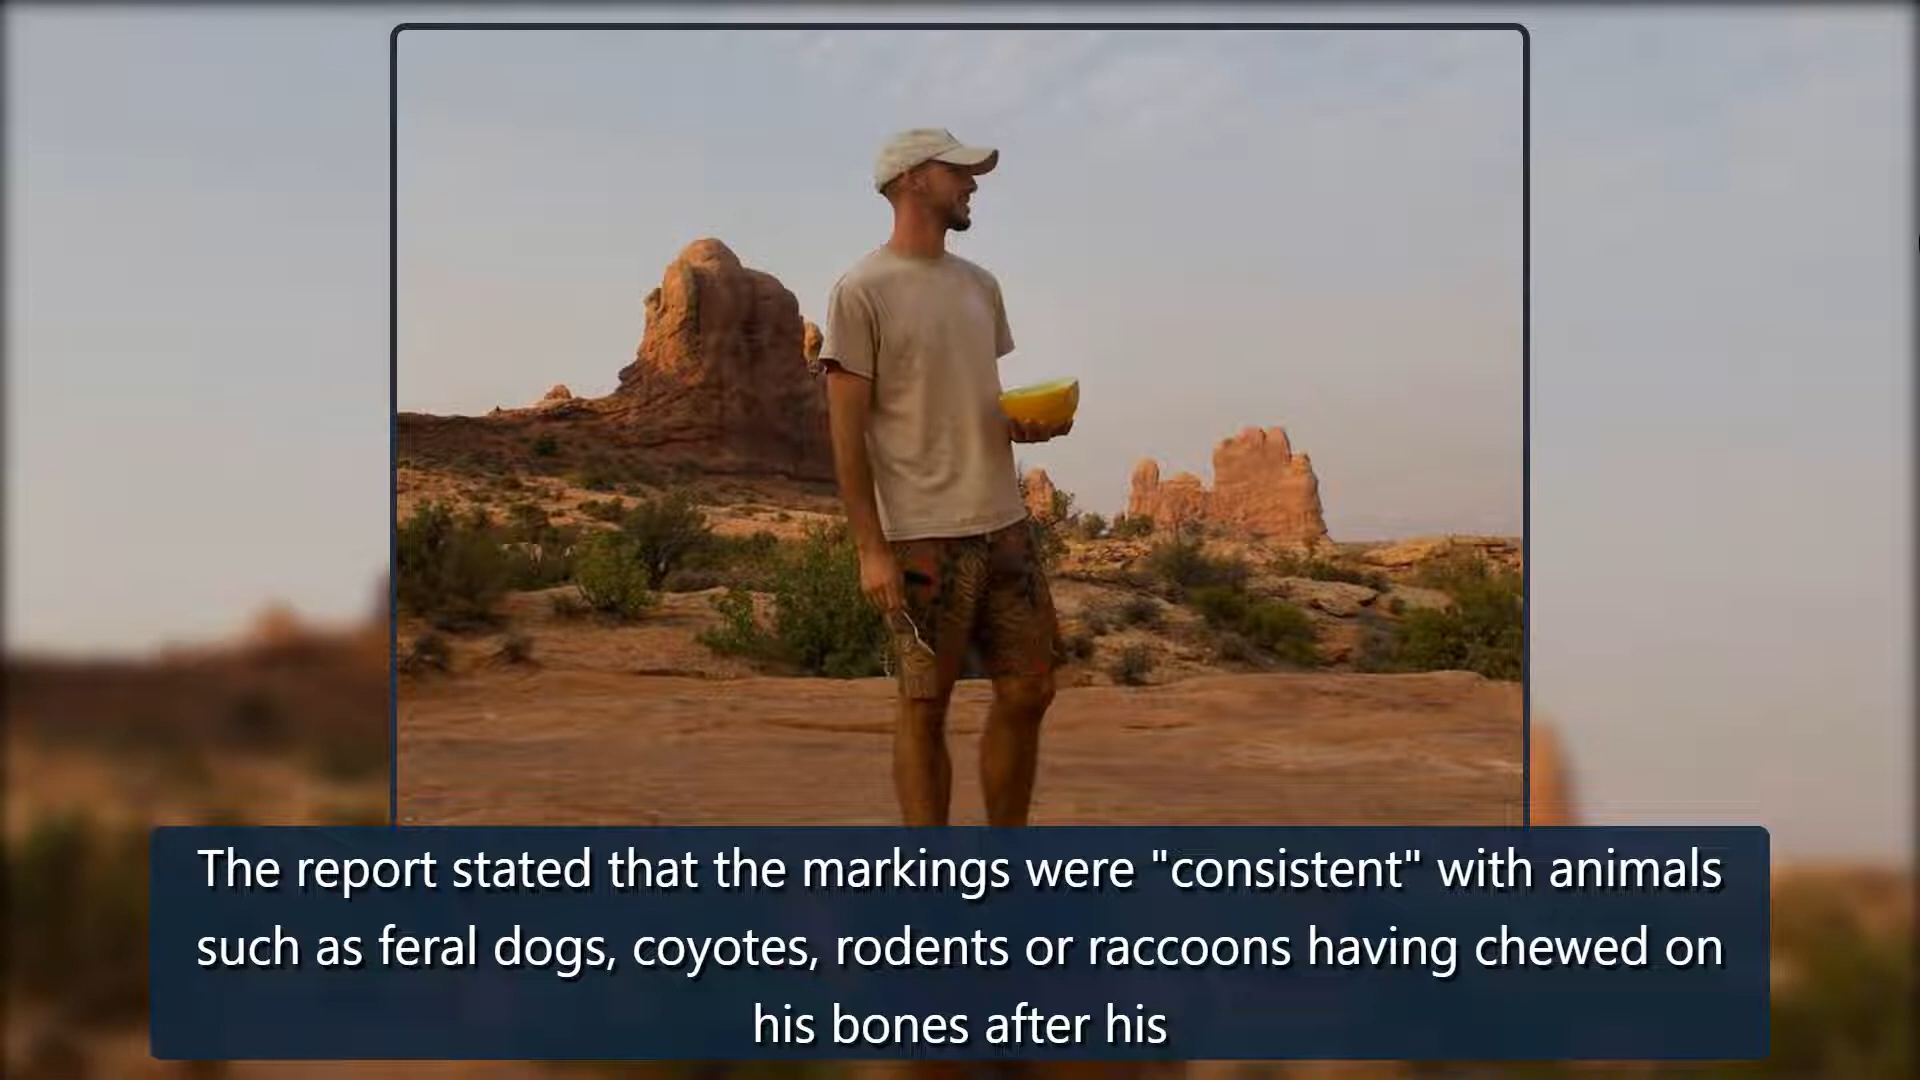 The report stated that the markings were "consistent" with animals
such as feral dogs, coyotes, rodents or raccoons having chewed on
his bones after his